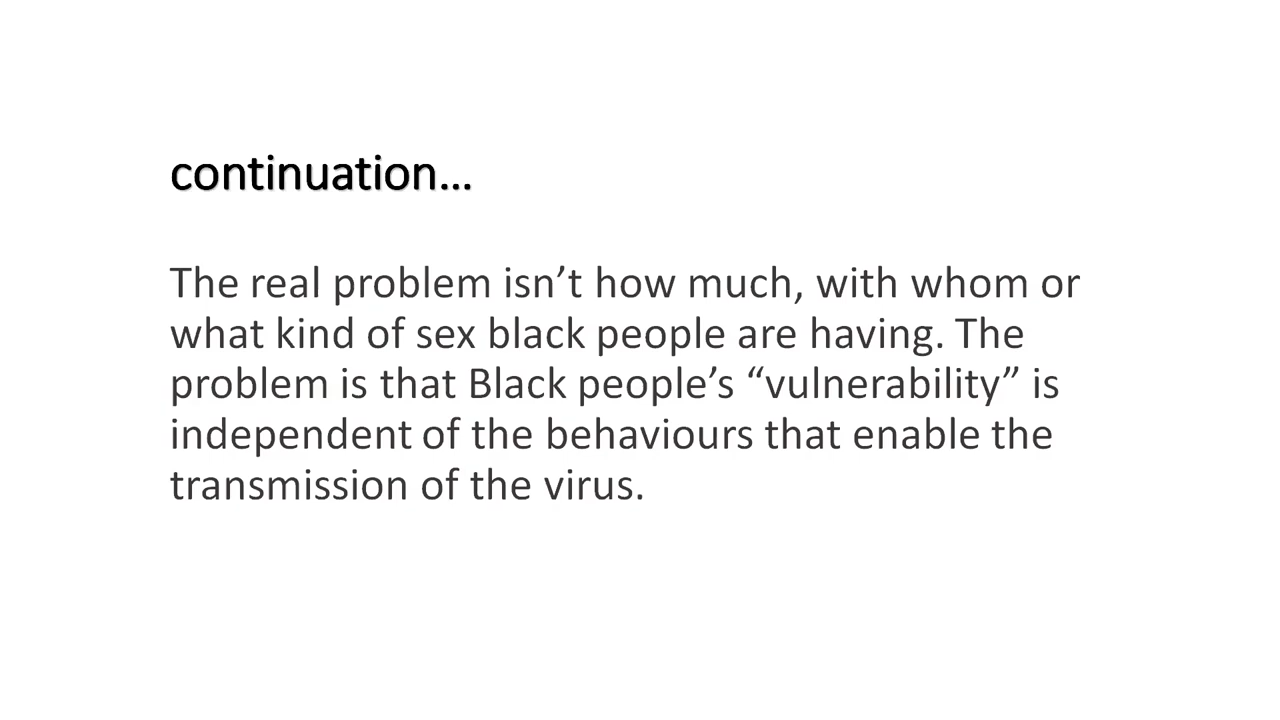 continuation…
The real problem isn’t how much, with whom or
what kind of sex black people are having. The
problem is that Black people’s “vulnerability” is
independent of the behaviours that enable the
transmission of the virus.